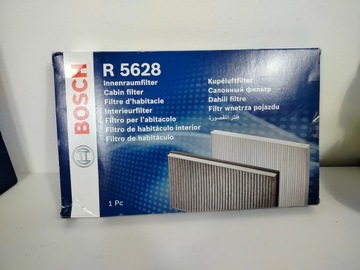 BOSCH
R 5628
Innenraumfilter
Cabin filter
Filtre d'habitacle
Interieurfilter
Filtro per l'abitacolo
Filtro de habitáculo interior
Filtro de habitáculo
Kupéluftfilter
Салонный фильтр
Dahili filtre
Filtr wnętrza pojazdu
فلتر المقصورة
1 Pc